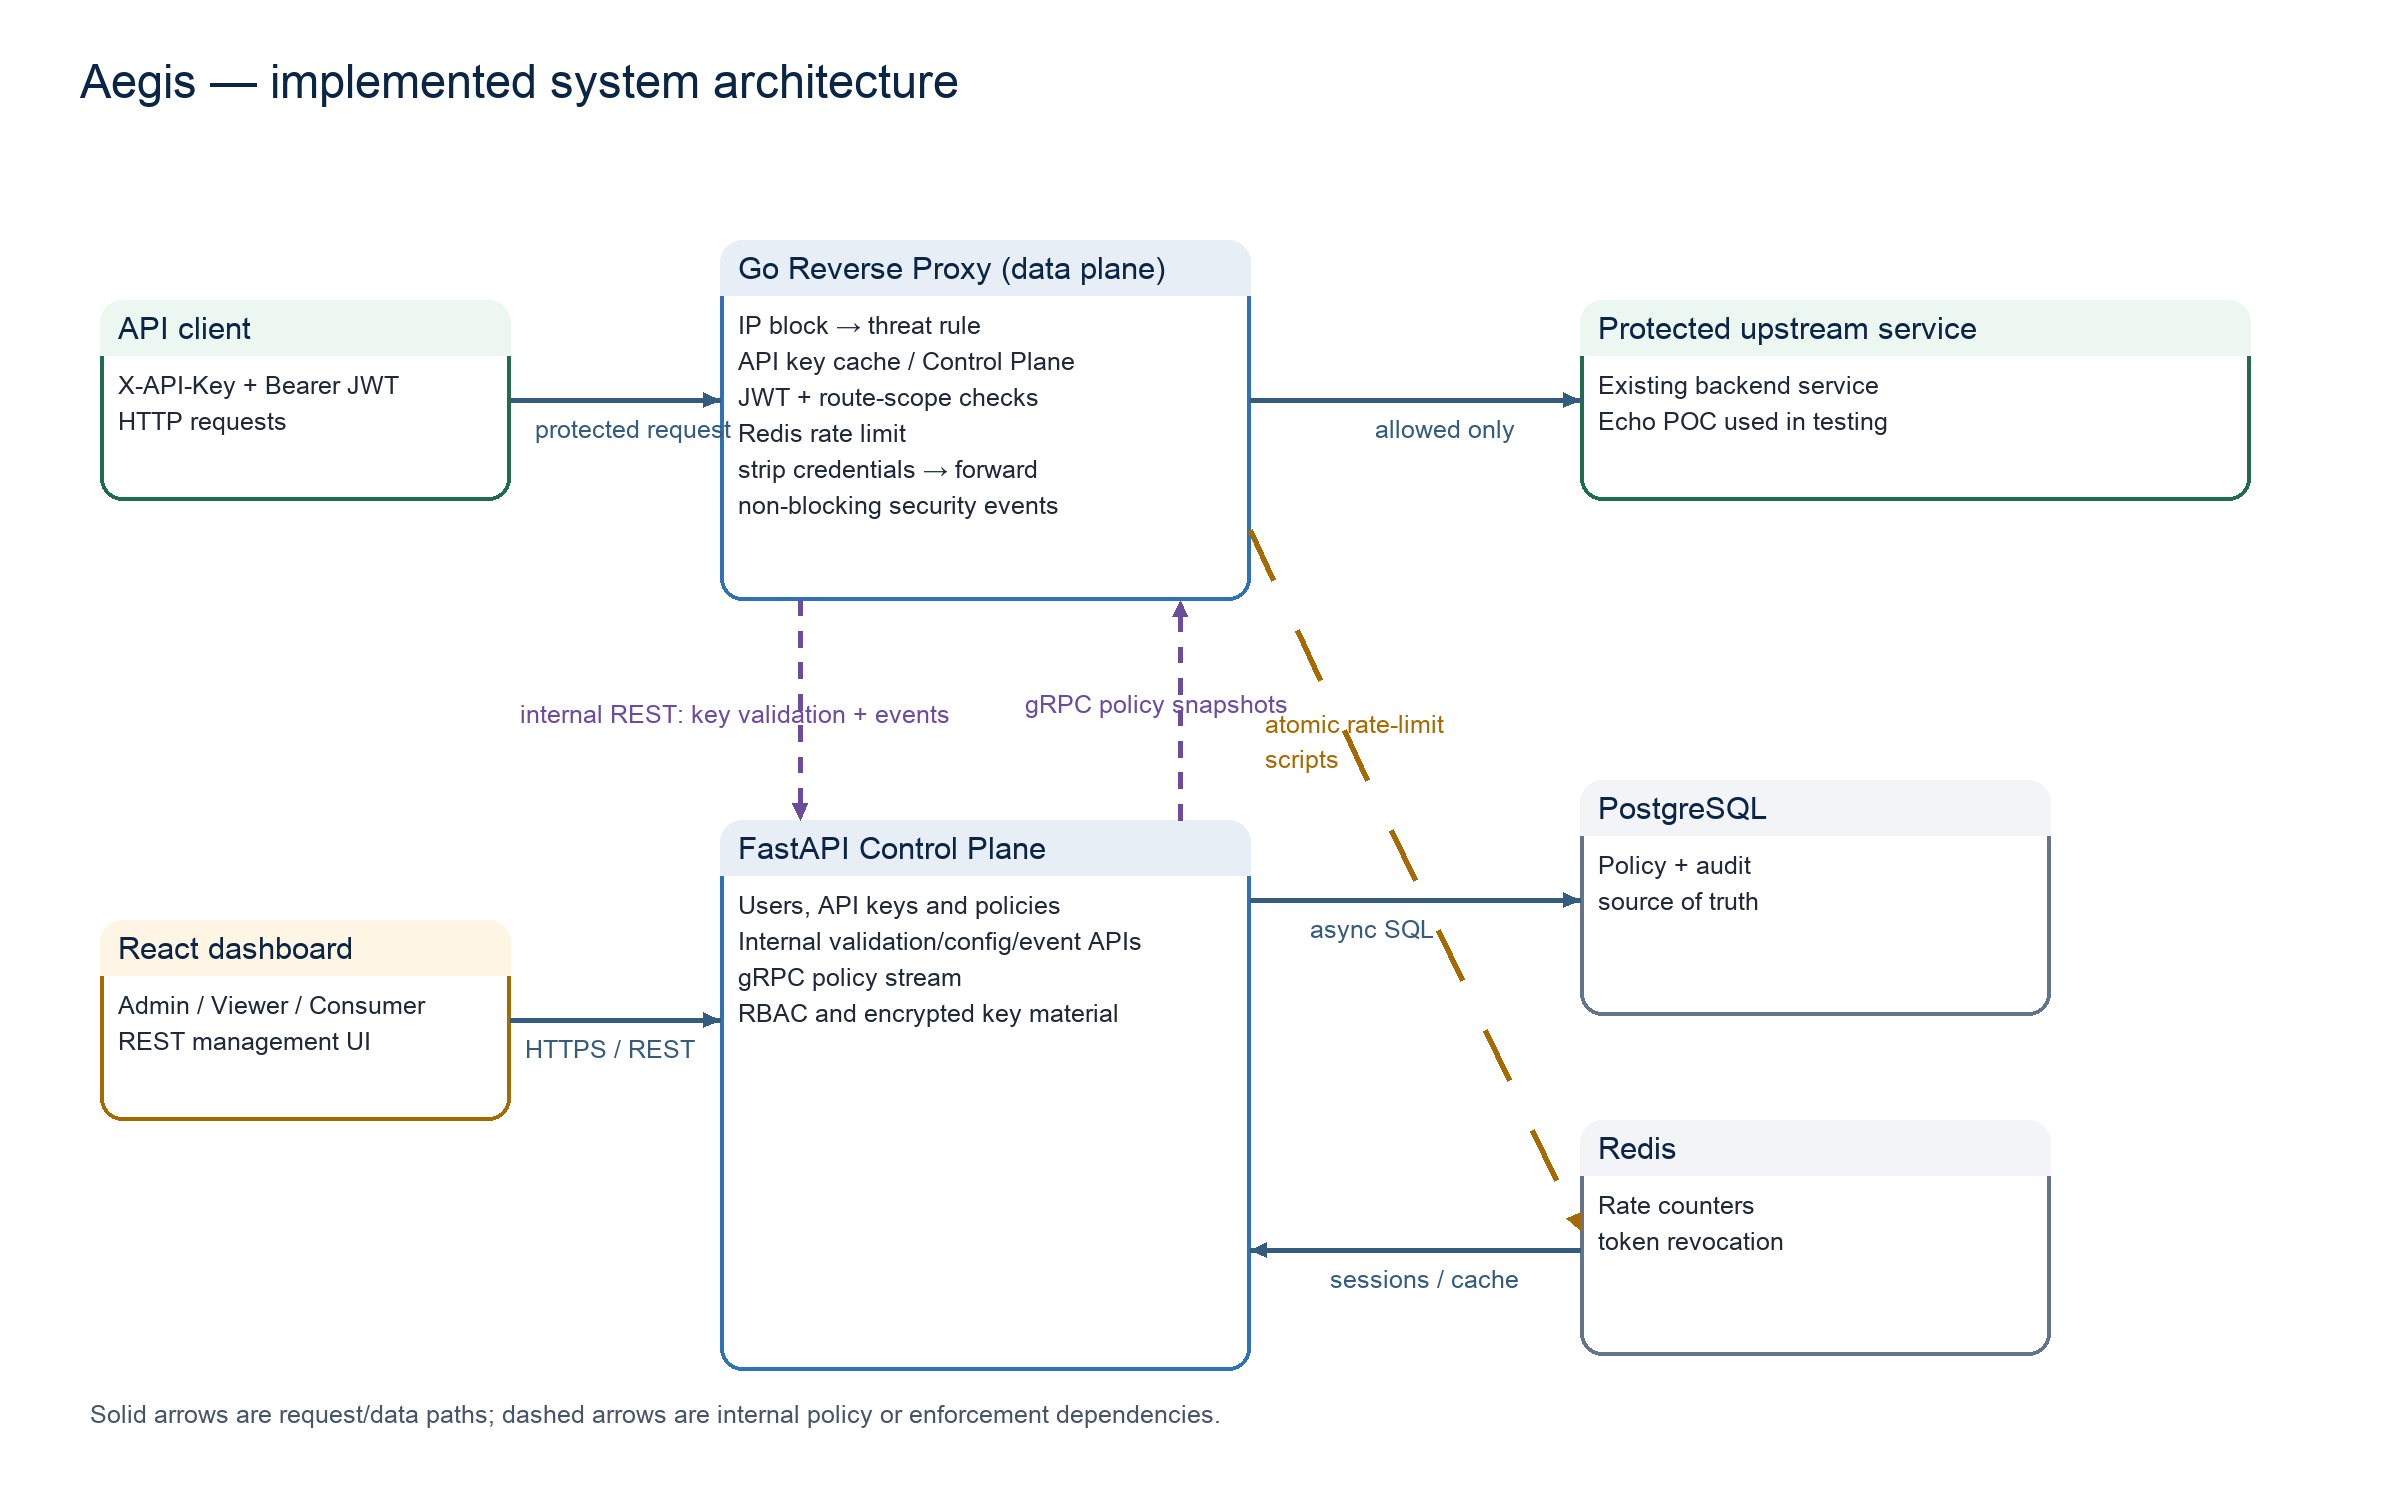 Aegis — implemented system architecture
Go Reverse Proxy (data plane)
IP block → threat rule
API key cache / Control Plane
JWT + route-scope checks
Redis rate limit
strip credentials → forward
non-blocking security events
API client
X-API-Key + Bearer JWT
HTTP requests
protected request
allowed only
Protected upstream service
Existing backend service
Echo POC used in testing
internal REST: key validation + events
gRPC policy snapshots
atomic rate-limit
scripts
FastAPI Control Plane
Users, API keys and policies
Internal validation/config/event APIs
gRPC policy stream
RBAC and encrypted key material
React dashboard
Admin / Viewer / Consumer
REST management UI
HTTPS / REST
async SQL
PostgreSQL
Policy + audit
source of truth
Redis
Rate counters
token revocation
sessions / cache
Solid arrows are request/data paths; dashed arrows are internal policy or enforcement dependencies.